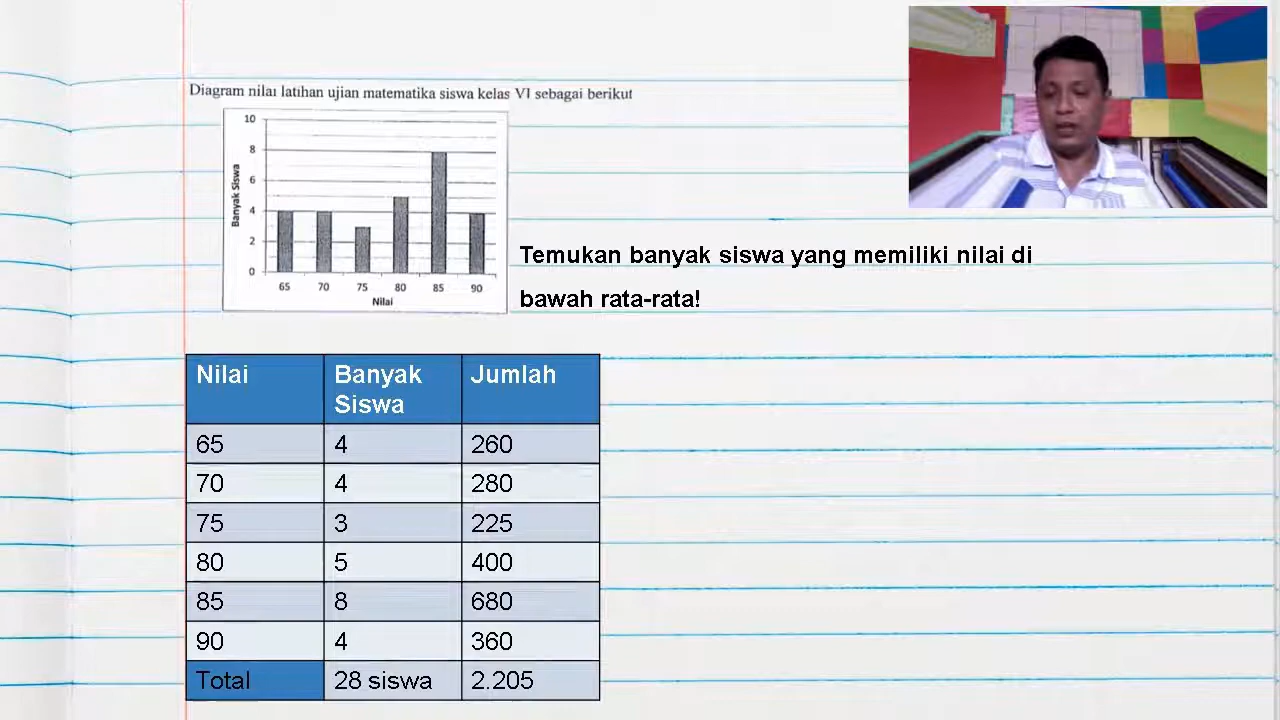 Diagram nilai latihan ujian matematika siswa kelas VI sebagai berikut
10
8
6
4
2
0
Banyak Siswa
65 70 75 80 85 90
Nilai
Temukan banyak siswa yang memiliki nilai di
bawah rata-rata!
Nilai Banyak Siswa Jumlah
65 4 260
70 4 280
75 3 225
80 5 400
85 8 680
90 4 360
Total 28 siswa 2.205